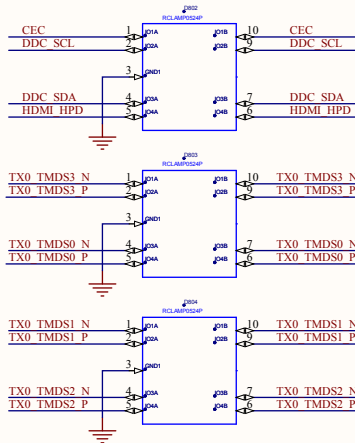 D802
RCLAMP0524P
CEC 1 IO1A IO1B 10 CEC
DDC_SCL 2 IO2A IO2B 9 DDC_SCL
3 GND1
DDC_SDA 4 IO3A IO3B 7 DDC_SDA
HDMI_HPD 5 IO4A IO4B 6 HDMI_HPD
D803
RCLAMP0524P
TX0_TMDS3_N 1 IO1A IO1B 10 TX0_TMDS3_N
TX0_TMDS3_P 2 IO2A IO2B 9 TX0_TMDS3_P
3 GND1
TX0_TMDS0_N 4 IO3A IO3B 7 TX0_TMDS0_N
TX0_TMDS0_P 5 IO4A IO4B 6 TX0_TMDS0_P
D804
RCLAMP0524P
TX0_TMDS1_N 1 IO1A IO1B 10 TX0_TMDS1_N
TX0_TMDS1_P 2 IO2A IO2B 9 TX0_TMDS1_P
3 GND1
TX0_TMDS2_N 4 IO3A IO3B 7 TX0_TMDS2_N
TX0_TMDS2_P 5 IO4A IO4B 6 TX0_TMDS2_P